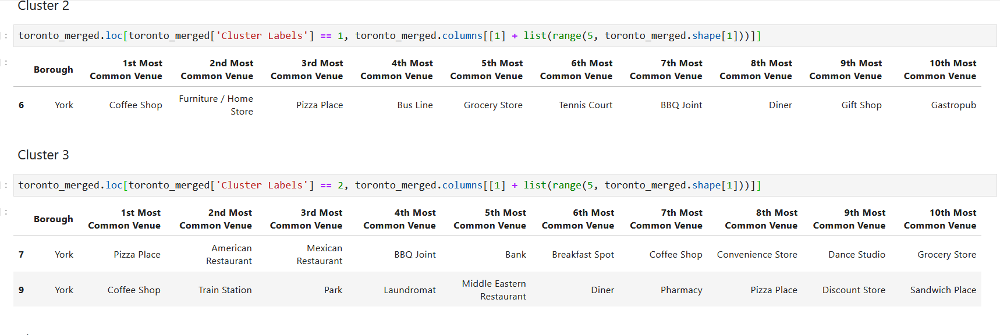 Cluster 2
]: toronto_merged.loc[toronto_merged['Cluster Labels'] == 1, toronto_merged.columns[[1] + list(range(5, toronto_merged.shape[1]))]]
]:
Borough 1st Most Common Venue 2nd Most Common Venue 3rd Most Common Venue 4th Most Common Venue 5th Most Common Venue 6th Most Common Venue 7th Most Common Venue 8th Most Common Venue 9th Most Common Venue 10th Most Common Venue
6 York Coffee Shop Furniture / Home Store Pizza Place Bus Line Grocery Store Tennis Court BBQ Joint Diner Gift Shop Gastropub
Cluster 3
]: toronto_merged.loc[toronto_merged['Cluster Labels'] == 2, toronto_merged.columns[[1] + list(range(5, toronto_merged.shape[1]))]]
]:
Borough 1st Most Common Venue 2nd Most Common Venue 3rd Most Common Venue 4th Most Common Venue 5th Most Common Venue 6th Most Common Venue 7th Most Common Venue 8th Most Common Venue 9th Most Common Venue 10th Most Common Venue
7 York Pizza Place American Restaurant Mexican Restaurant BBQ Joint Bank Breakfast Spot Coffee Shop Convenience Store Dance Studio Grocery Store
9 York Coffee Shop Train Station Park Laundromat Middle Eastern Restaurant Diner Pharmacy Pizza Place Discount Store Sandwich Place